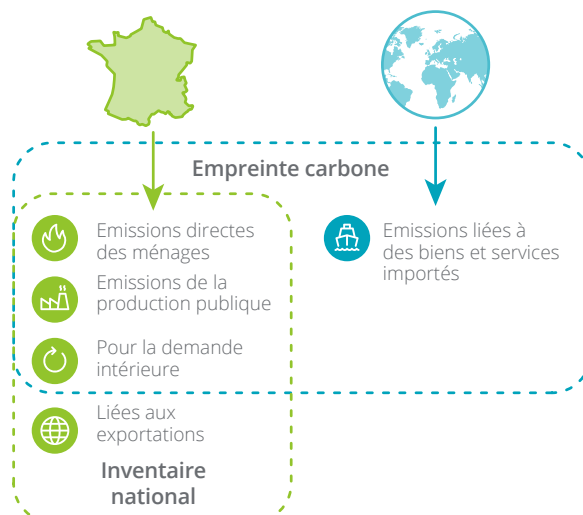 Empreinte carbone
Emissions directes
des ménages
Emissions de la
production publique
Pour la demande
intérieure
Liées aux
exportations
Inventaire
national
Emissions liées à
des biens et services
importés